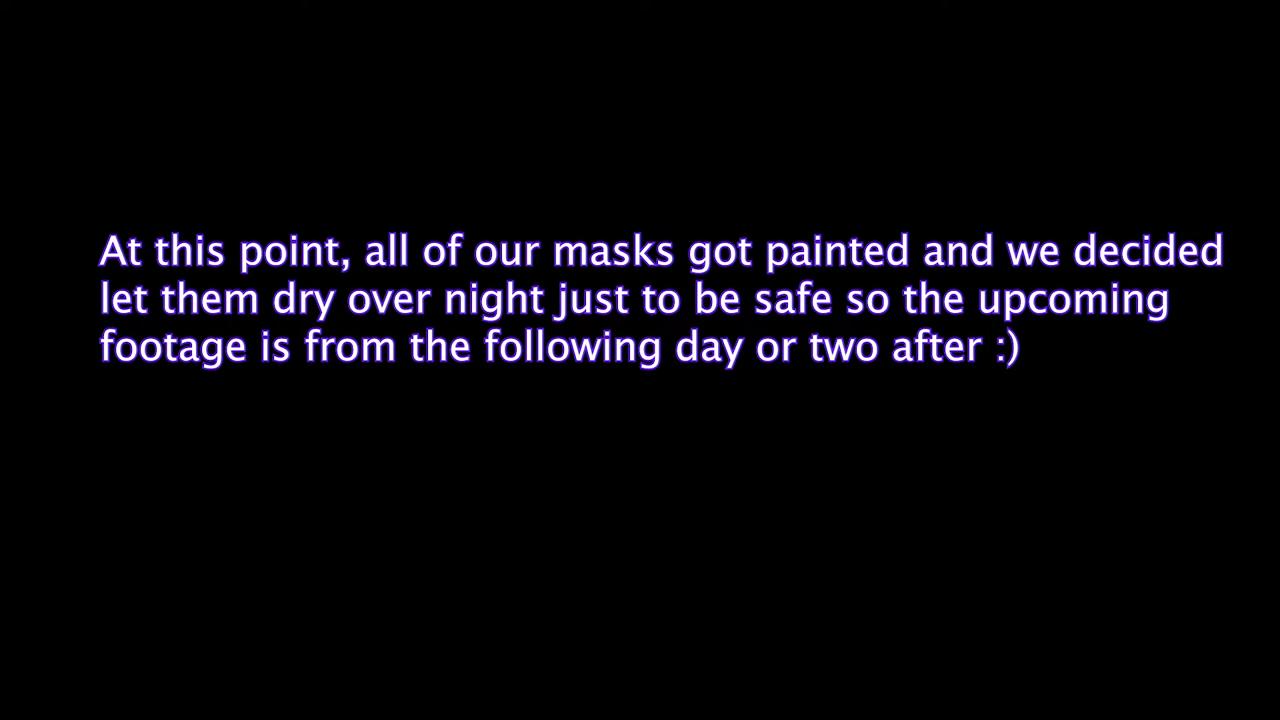 At this point, all of our masks got painted and we decided
let them dry over night just to be safe so the upcoming
footage is from the following day or two after :)